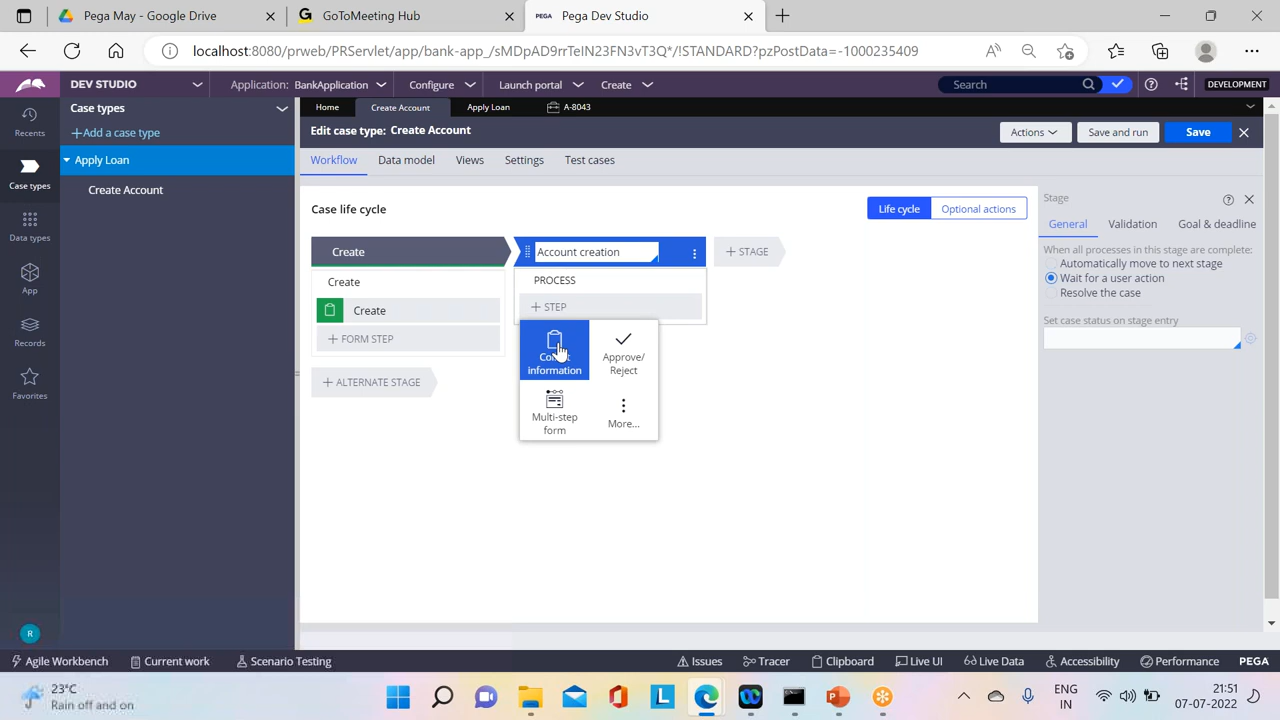 Pega May - Google Drive
GoToMeeting Hub
PEGA Pega Dev Studio
localhost:8080/prweb/PRServlet/app/bank-app_/sMDpAD9rrTeIN23FN3vT3Q*/!STANDARD?pzPostData=-1000235409
DEV STUDIO
Application: BankApplication
Configure
Launch portal
Create
Search
DEVELOPMENT
Recents
Case types
Data types
App
Records
Favorites
R
Case types
+Add a case type
Apply Loan
Create Account
Home
Create Account
Apply Loan
A-8043
Edit case type: Create Account
Actions
Save and run
Save
Workflow
Data model
Views
Settings
Test cases
Case life cycle
Life cycle
Optional actions
Create
Account creation
+ STAGE
Create
Create
+ FORM STEP
+ ALTERNATE STAGE
PROCESS
+ STEP
information
Approve/
Reject
Multi-step
form
More...
Stage
General
Validation
Goal & deadline
When all processes in this stage are complete:
Automatically move to next stage
Wait for a user action
Resolve the case
Set case status on stage entry
Agile Workbench
Current work
Scenario Testing
Issues
Tracer
Clipboard
Live UI
Live Data
Accessibility
Performance
PEGA
23°C
Rain off and on
ENG
IN
21:51
07-07-2022